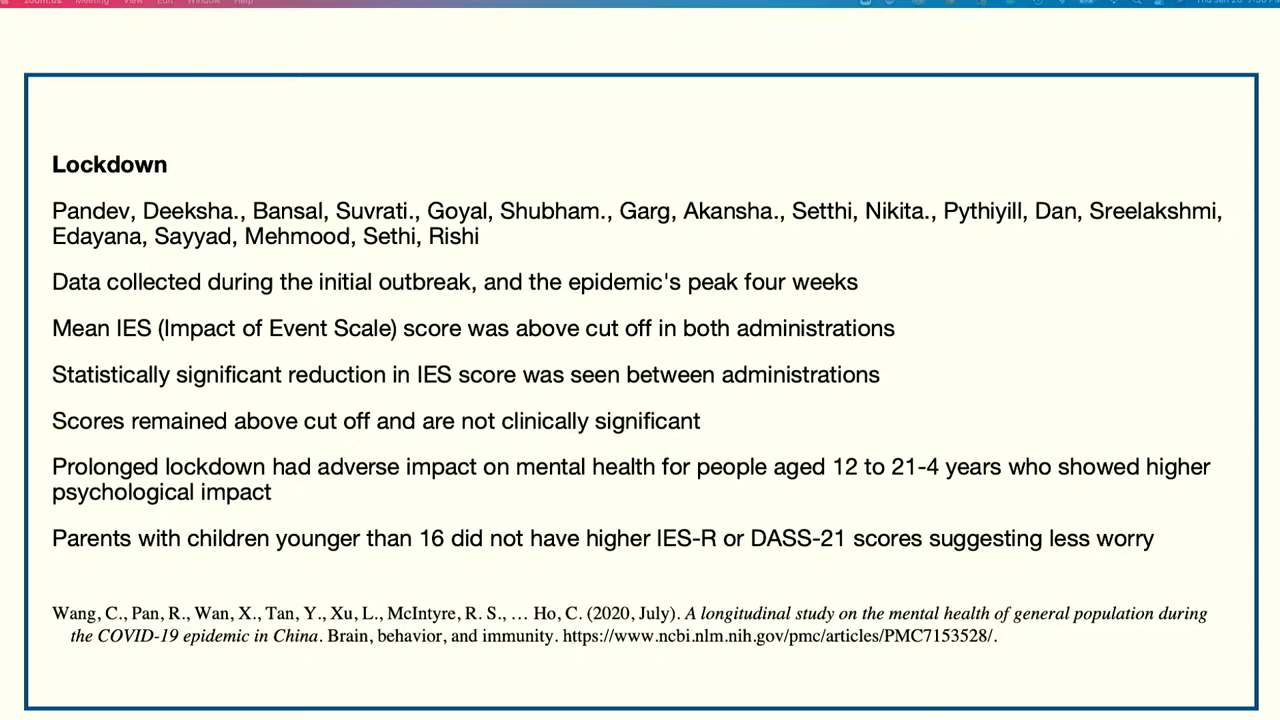 zoom.us Meeting View Edit Window Help
Lockdown
Pandev, Deeksha., Bansal, Suvrati., Goyal, Shubham., Garg, Akansha., Setthi, Nikita., Pythiyill, Dan, Sreelakshmi,
Edayana, Sayyad, Mehmood, Sethi, Rishi
Data collected during the initial outbreak, and the epidemic's peak four weeks
Mean IES (Impact of Event Scale) score was above cut off in both administrations
Statistically significant reduction in IES score was seen between administrations
Scores remained above cut off and are not clinically significant
Prolonged lockdown had adverse impact on mental health for people aged 12 to 21-4 years who showed higher
psychological impact
Parents with children younger than 16 did not have higher IES-R or DASS-21 scores suggesting less worry
Wang, C., Pan, R., Wan, X., Tan, Y., Xu, L., McIntyre, R. S., … Ho, C. (2020, July). A longitudinal study on the mental health of general population during
the COVID-19 epidemic in China. Brain, behavior, and immunity. https://www.ncbi.nlm.nih.gov/pmc/articles/PMC7153528/.